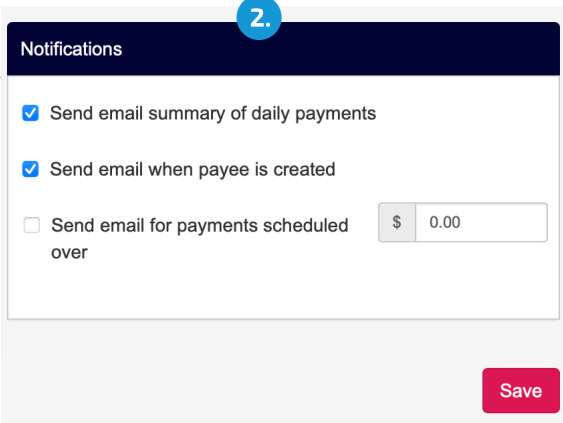 2.
Notifications
Send email summary of daily payments
Send email when payee is created
Send email for payments scheduled
over
$ 0.00
Save